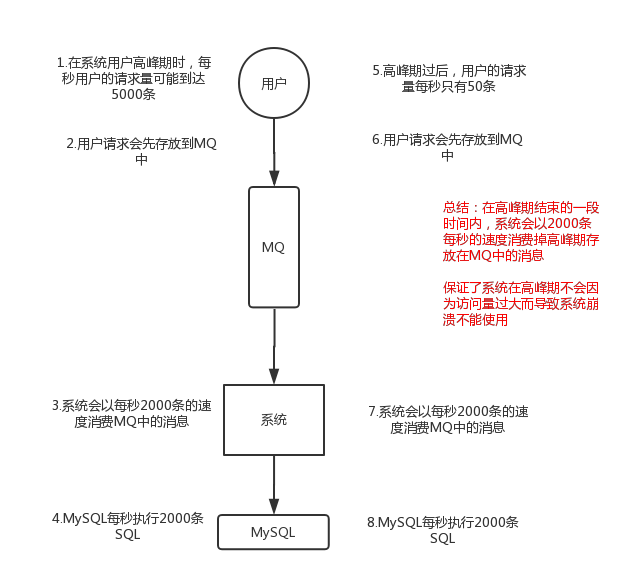 1.在系统用户高峰期时，每
秒用户的请求量可能到达
5000条
用户
5.高峰期过后，用户的请求
量每秒只有50条
2.用户请求会先存放到MQ
中
6.用户请求会先存放到MQ
中
MQ
总结：在高峰期结束的一段
时间内，系统会以2000条
每秒的速度消费掉高峰期存
放在MQ中的消息
保证了系统在高峰期不会因
为访问量过大而导致系统崩
溃不能使用
3.系统会以每秒2000条的速
度消费MQ中的消息
系统
7.系统会以每秒2000条的速
度消费MQ中的消息
4.MySQL每秒执行2000条
SQL
MySQL
8.MySQL每秒执行2000条
SQL